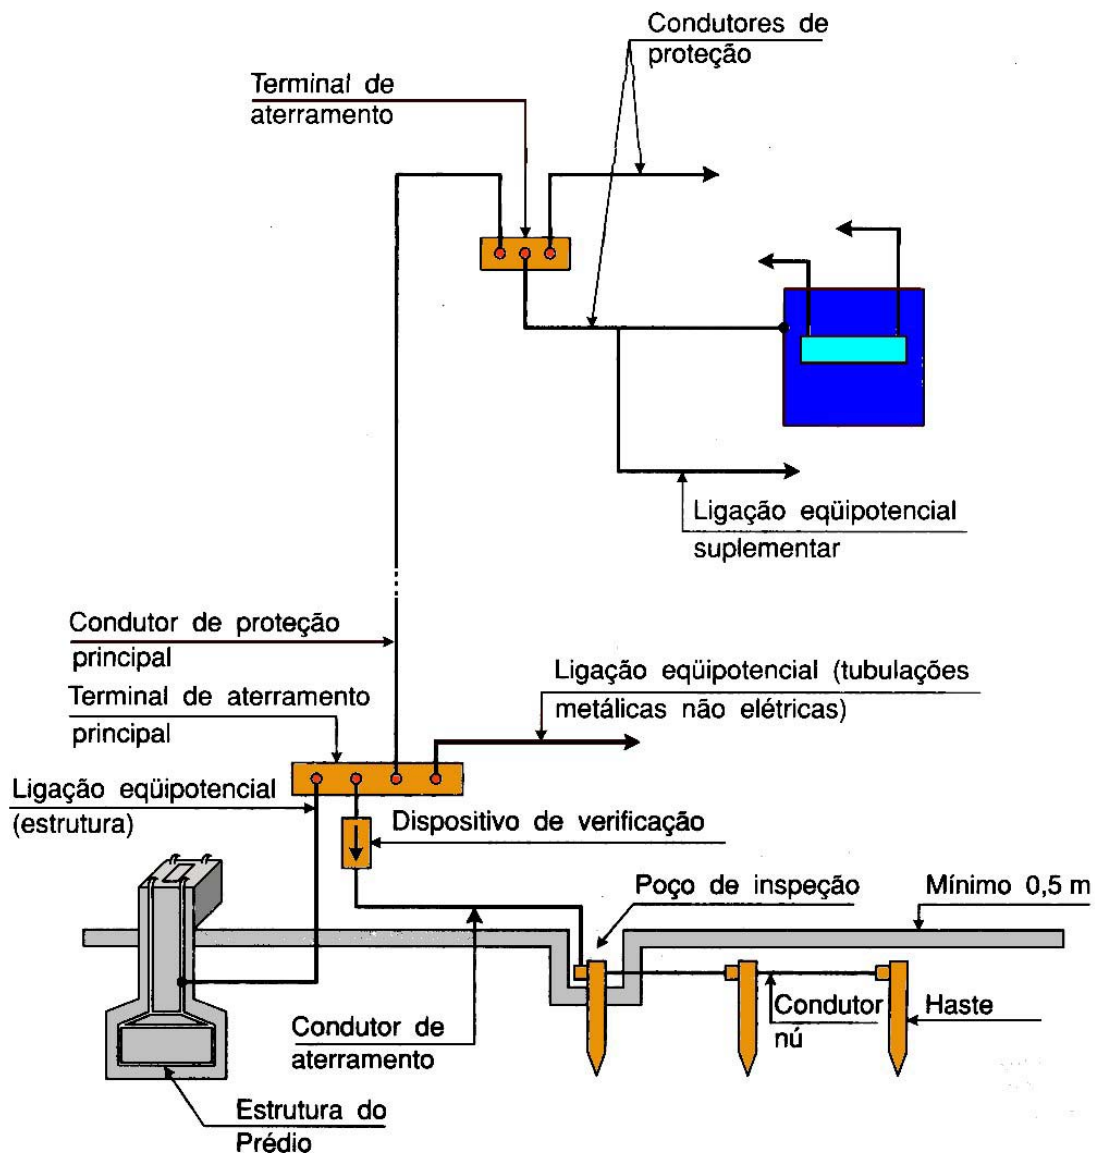 Condutores de
proteção
Terminal de
aterramento
Ligação eqüipotencial
suplementar
Condutor de proteção
principal
Ligação eqüipotencial (tubulações
metálicas não elétricas)
Terminal de aterramento
principal
Ligação eqüipotencial
(estrutura)
Dispositivo de verificação
Poço de inspeção
Mínimo 0,5 m
Condutor
nú
Haste
Condutor de
aterramento
Estrutura do
Prédio